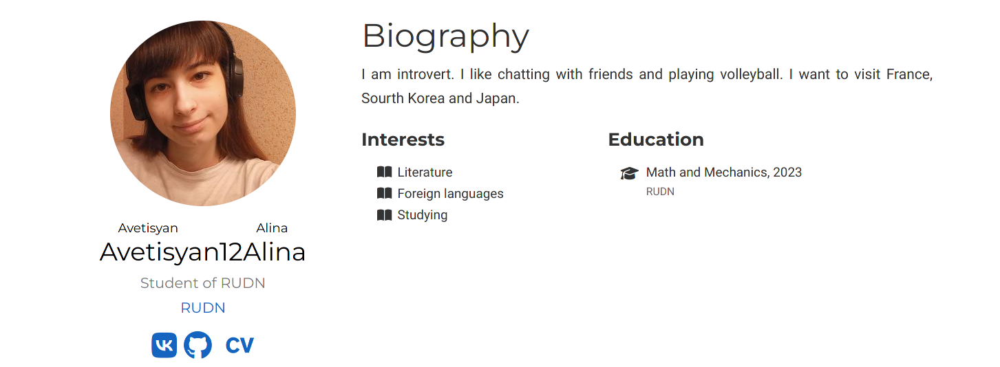 Avetisyan Alina
Avetisyan12Alina
Student of RUDN
RUDN
CV
Biography
I am introvert. I like chatting with friends and playing volleyball. I want to visit France,
Sourth Korea and Japan.
Interests
Literature
Foreign languages
Studying
Education
Math and Mechanics, 2023
RUDN